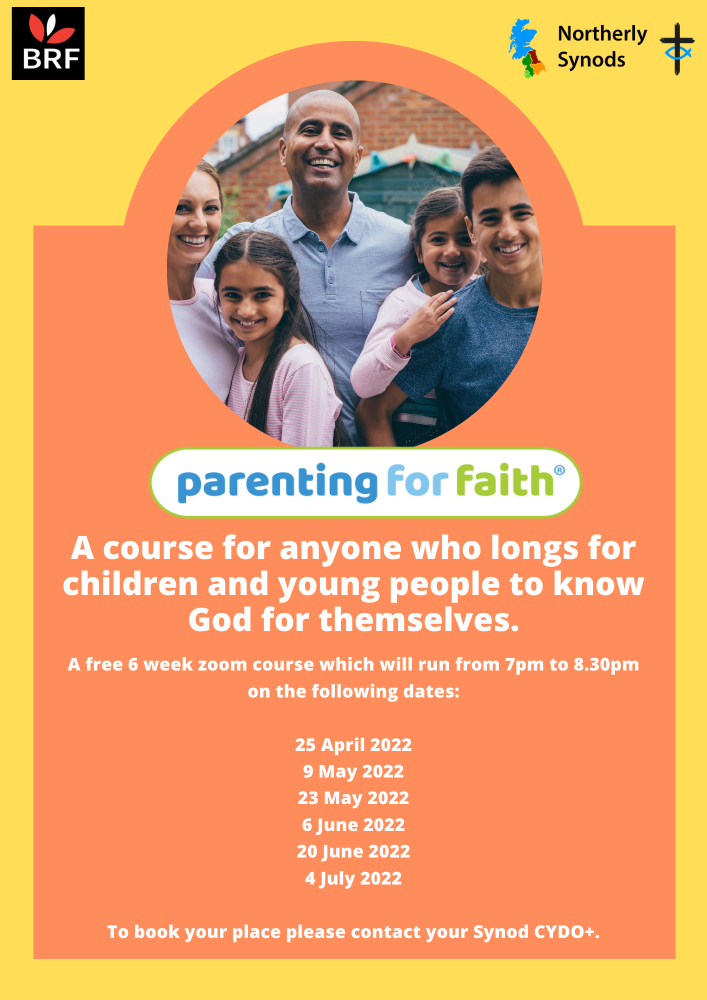 BRF
Northerly
Synods
parenting for faith®
A course for anyone who longs for
children and young people to know
God for themselves.
A free 6 week zoom course which will run from 7pm to 8.30pm
on the following dates:
25 April 2022
9 May 2022
23 May 2022
6 June 2022
20 June 2022
4 July 2022
To book your place please contact your Synod CYDO+.